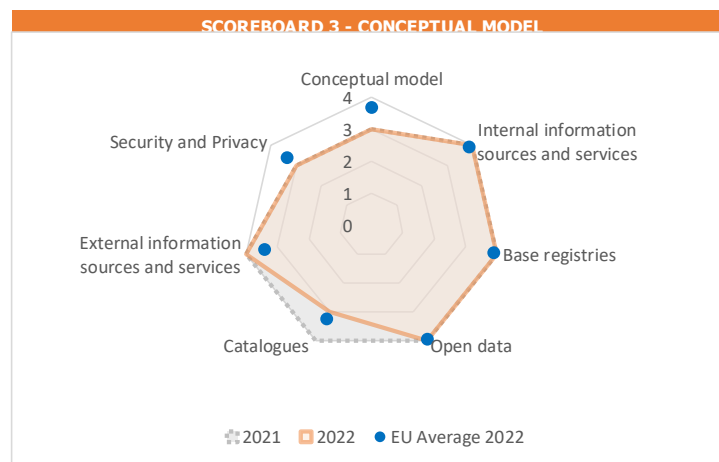 SCOREBOARD 3 - CONCEPTUAL MODEL
Conceptual model
4
3
2
1
0
Internal information
sources and services
Base registries
Open data
Catalogues
External information
sources and services
Security and Privacy
2021
2022
EU Average 2022